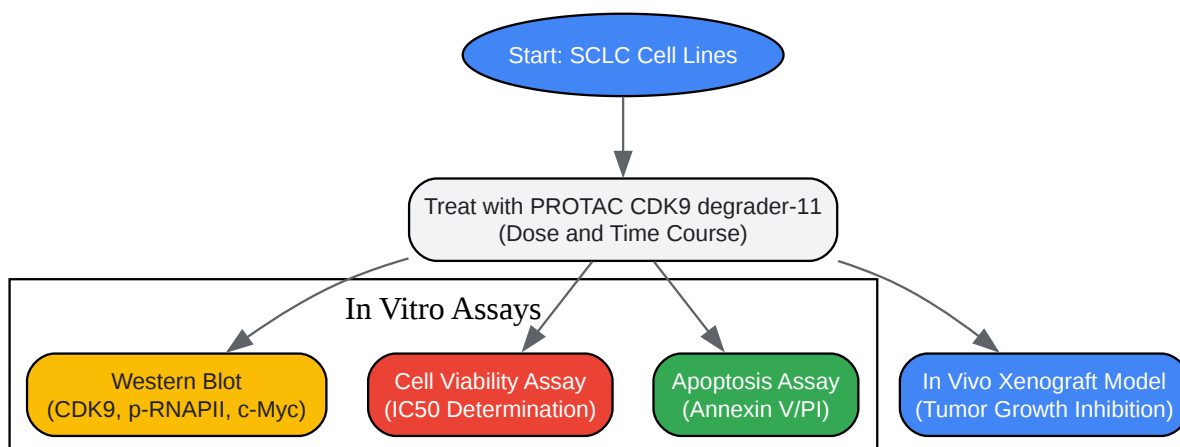 Start: SCLC Cell Lines
Treat with PROTAC CDK9 degrader-11
(Dose and Time Course)
In Vitro Assays
Western Blot
(CDK9, p-RNAPII, c-Myc)
Cell Viability Assay
(IC50 Determination)
Apoptosis Assay
(Annexin V/PI)
In Vivo Xenograft Model
(Tumor Growth Inhibition)